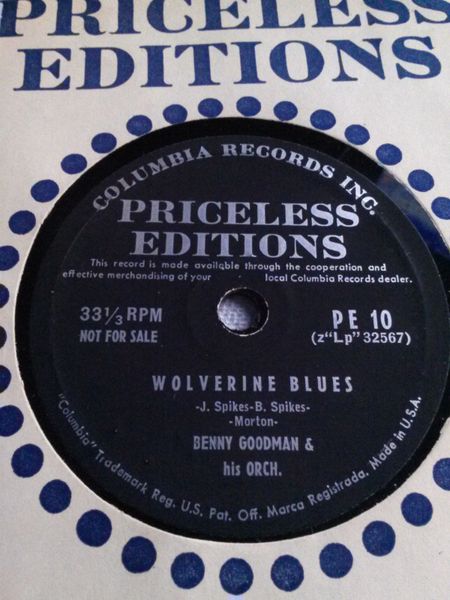 PRICELESS
EDITIONS
COLUMBIA RECORDS INC.
PRICELESS
EDITIONS
This record is made available through the cooperation and
effective merchandising of your local Columbia Records dealer.
33 1/3 RPM
NOT FOR SALE
PE 10
(z"Lp" 32567)
WOLVERINE BLUES
-J. Spikes-B. Spikes-
-Morton-
BENNY GOODMAN &
his ORCH.
"Columbia" Trademark Reg. U.S. Pat. Off. Marca Registrada. Made in U.S.A.